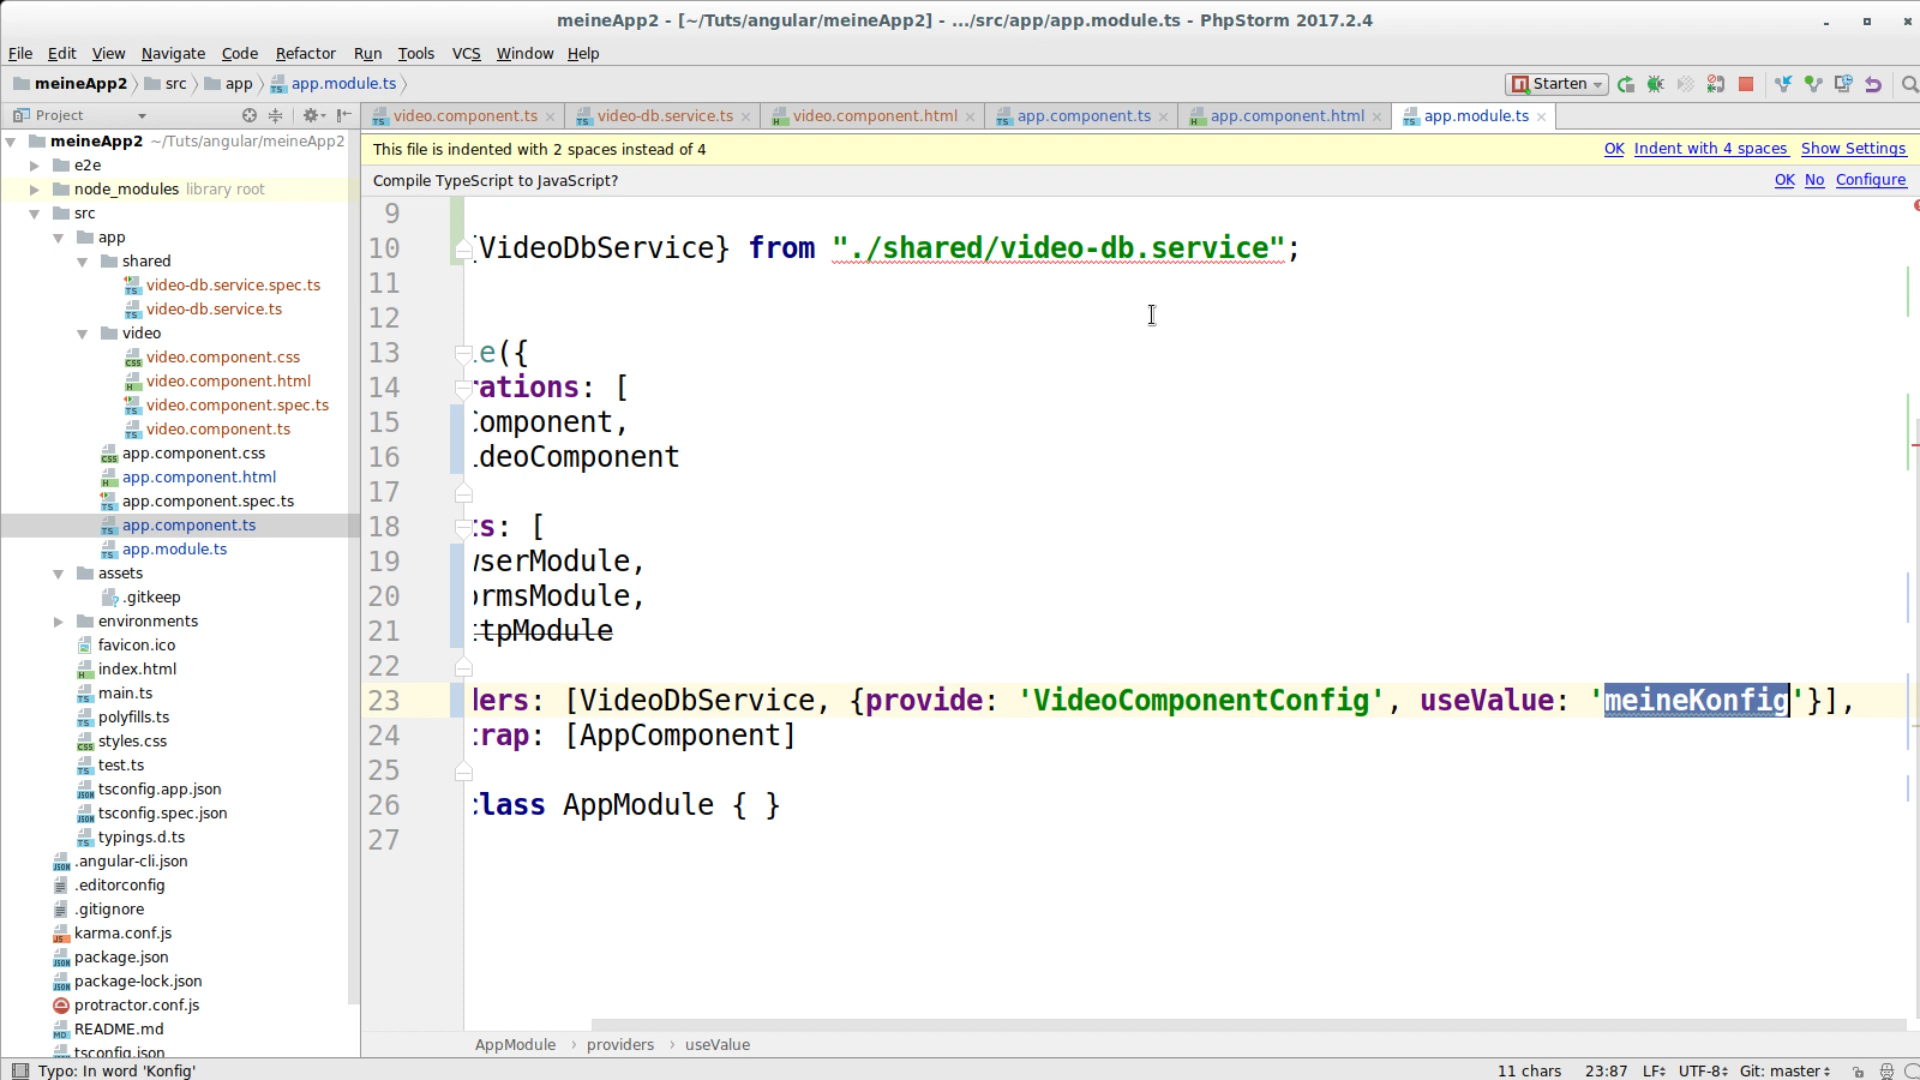 meineApp2 - [~/Tuts/angular/meineApp2] - .../src/app/app.module.ts - PhpStorm 2017.2.4
File Edit View Navigate Code Refactor Run Tools VCS Window Help
meineApp2 src app app.module.ts
Starten
Project
video.component.ts video-db.service.ts video.component.html app.component.ts app.component.html app.module.ts
meineApp2 ~/Tuts/angular/meineApp2
e2e
node_modules library root
src
app
shared
video-db.service.spec.ts
video-db.service.ts
video
video.component.css
video.component.html
video.component.spec.ts
video.component.ts
app.component.css
app.component.html
app.component.spec.ts
app.component.ts
app.module.ts
assets
.gitkeep
environments
favicon.ico
index.html
main.ts
polyfills.ts
styles.css
test.ts
tsconfig.app.json
tsconfig.spec.json
typings.d.ts
.angular-cli.json
.editorconfig
.gitignore
karma.conf.js
package.json
package-lock.json
protractor.conf.js
README.md
tsconfig.json
This file is indented with 2 spaces instead of 4
OK Indent with 4 spaces Show Settings
Compile TypeScript to JavaScript?
OK No Configure
9
10 {VideoDbService} from "./shared/video-db.service";
11
12
13 le({
14 rations: [
15 Component,
16 ideoComponent
17
18 ts: [
19 wserModule,
20 ormsModule,
21 ttpModule
22
23 ders: [VideoDbService, {provide: 'VideoComponentConfig', useValue: 'meineKonfig'}],
24 trap: [AppComponent]
25
26 class AppModule { }
27
AppModule › providers › useValue
Typo: In word 'Konfig'
11 chars 23:87 LF UTF-8 Git: master